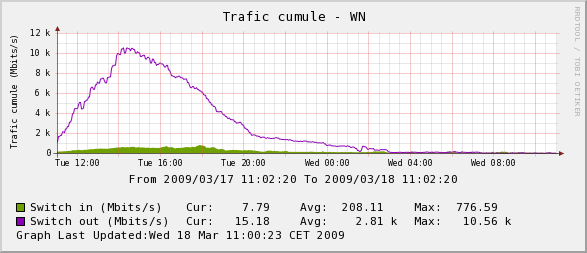 Trafic cumule - WN
RRDTOOL / TOBI OETIKER
Trafic cumule (Mbits/s)
12 k
10 k
8 k
6 k
4 k
2 k
0
Tue 12:00 Tue 16:00 Tue 20:00 Wed 00:00 Wed 04:00 Wed 08:00
From 2009/03/17 11:02:20 To 2009/03/18 11:02:20
Switch in (Mbits/s) Cur: 7.79 Avg: 208.11 Max: 776.59
Switch out (Mbits/s) Cur: 15.18 Avg: 2.81 k Max: 10.56 k
Graph Last Updated:Wed 18 Mar 11:00:23 CET 2009